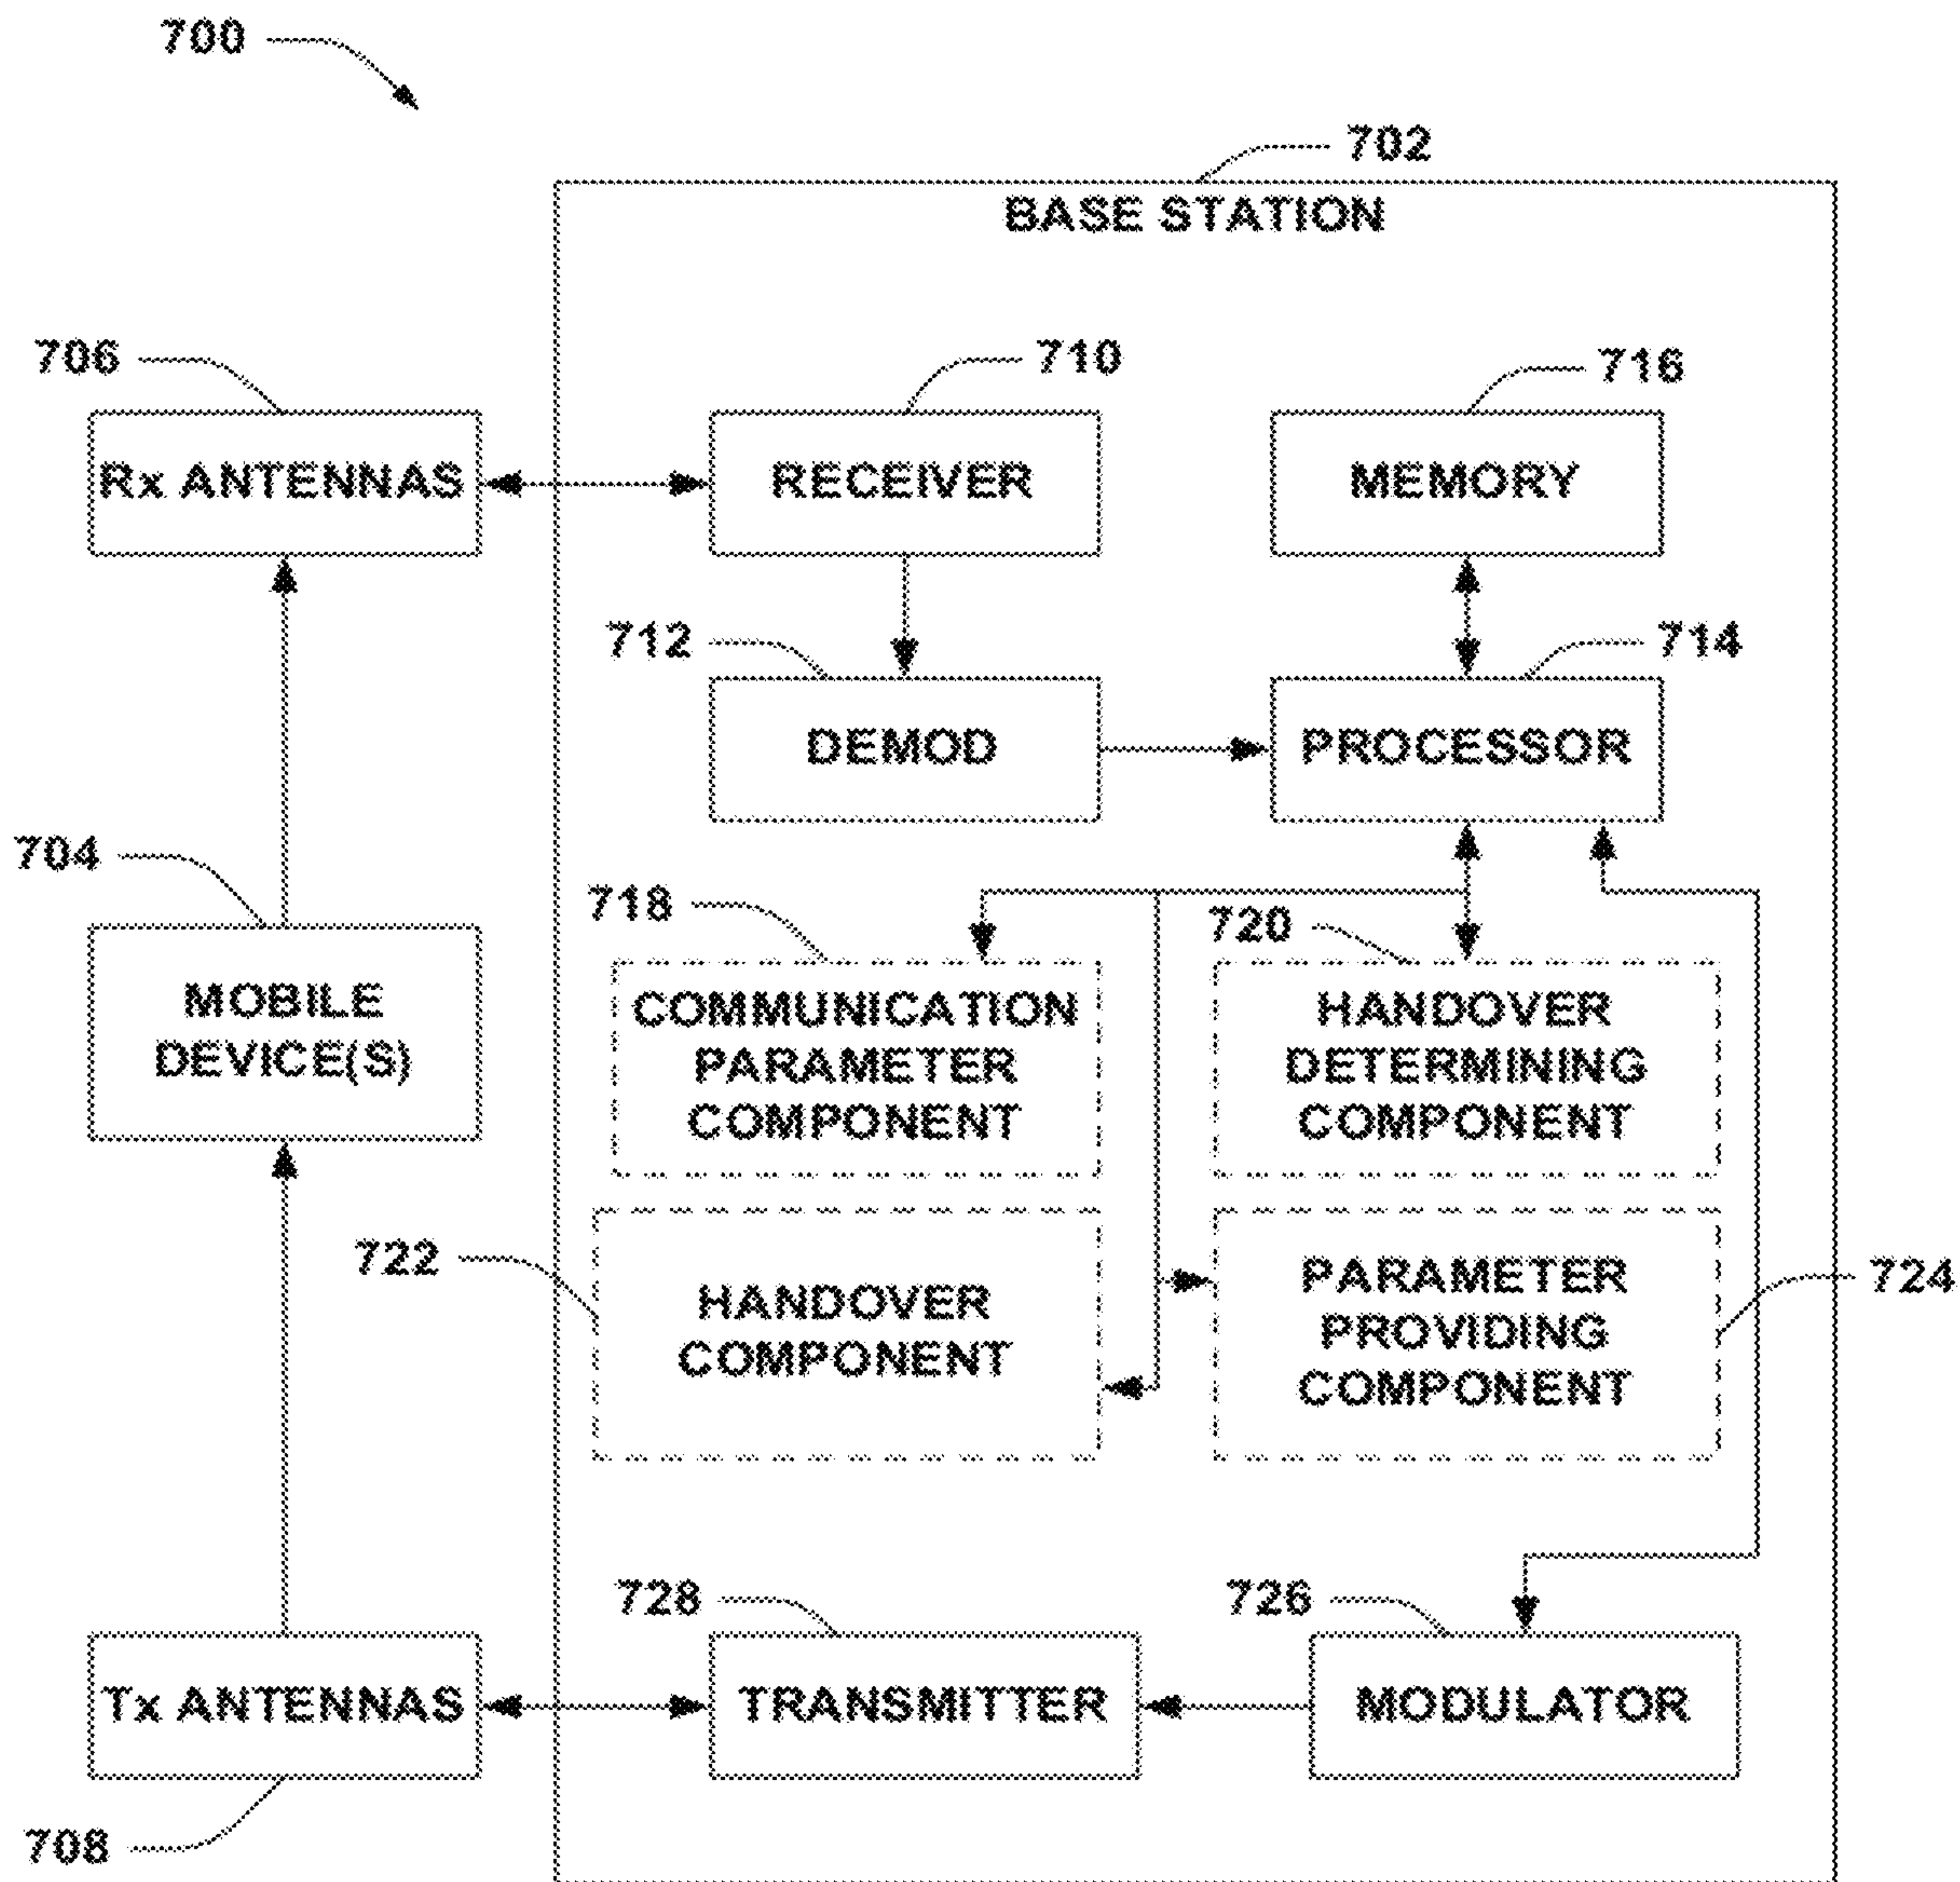 700
702
BASE STATION
706
710
716
Rx ANTENNAS
RECEIVER
MEMORY
712
714
DEMOD
PROCESSOR
704
718
720
MOBILE
DEVICE(S)
COMMUNICATION
PARAMETER
COMPONENT
HANDOVER
DETERMINING
COMPONENT
722
HANDOVER
COMPONENT
PARAMETER
PROVIDING
COMPONENT
724
728
726
Tx ANTENNAS
TRANSMITTER
MODULATOR
708